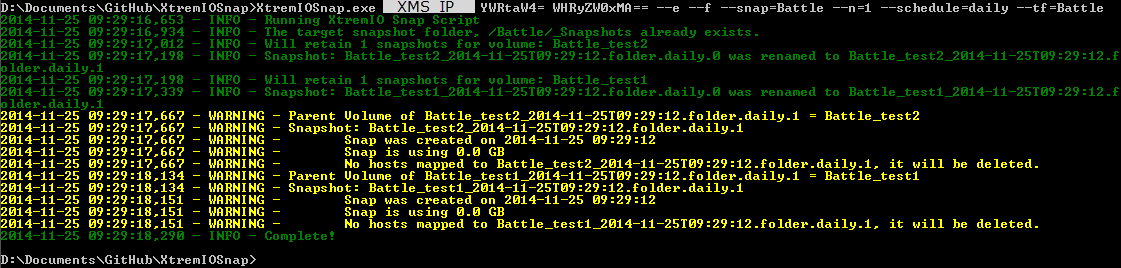 D:\Documents\GitHub\XtremIOSnap>XtremIOSnap.exe XMS IP YWRtaW4= WHRyZW0xMA== --e --f --snap=Battle --n=1 --schedule=daily --tf=Battle
2014-11-25 09:29:16,653 - INFO - Running XtremIO Snap Script
2014-11-25 09:29:16,934 - INFO - The target snapshot folder, /Battle/_Snapshots already exists.
2014-11-25 09:29:17,012 - INFO - Will retain 1 snapshots for volume: Battle_test2
2014-11-25 09:29:17,198 - INFO - Snapshot: Battle_test2_2014-11-25T09:29:12.folder.daily.0 was renamed to Battle_test2_2014-11-25T09:29:12.f
older.daily.1
2014-11-25 09:29:17,198 - INFO - Will retain 1 snapshots for volume: Battle_test1
2014-11-25 09:29:17,339 - INFO - Snapshot: Battle_test1_2014-11-25T09:29:12.folder.daily.0 was renamed to Battle_test1_2014-11-25T09:29:12.f
older.daily.1
2014-11-25 09:29:17,667 - WARNING - Parent Volume of Battle_test2_2014-11-25T09:29:12.folder.daily.1 = Battle_test2
2014-11-25 09:29:17,667 - WARNING - Snapshot: Battle_test2_2014-11-25T09:29:12.folder.daily.1
2014-11-25 09:29:17,667 - WARNING - Snap was created on 2014-11-25 09:29:12
2014-11-25 09:29:17,667 - WARNING - Snap is using 0.0 GB
2014-11-25 09:29:17,667 - WARNING - No hosts mapped to Battle_test2_2014-11-25T09:29:12.folder.daily.1, it will be deleted.
2014-11-25 09:29:18,134 - WARNING - Parent Volume of Battle_test1_2014-11-25T09:29:12.folder.daily.1 = Battle_test1
2014-11-25 09:29:18,134 - WARNING - Snapshot: Battle_test1_2014-11-25T09:29:12.folder.daily.1
2014-11-25 09:29:18,151 - WARNING - Snap was created on 2014-11-25 09:29:12
2014-11-25 09:29:18,151 - WARNING - Snap is using 0.0 GB
2014-11-25 09:29:18,151 - WARNING - No hosts mapped to Battle_test1_2014-11-25T09:29:12.folder.daily.1, it will be deleted.
2014-11-25 09:29:18,290 - INFO - Complete!
D:\Documents\GitHub\XtremIOSnap>